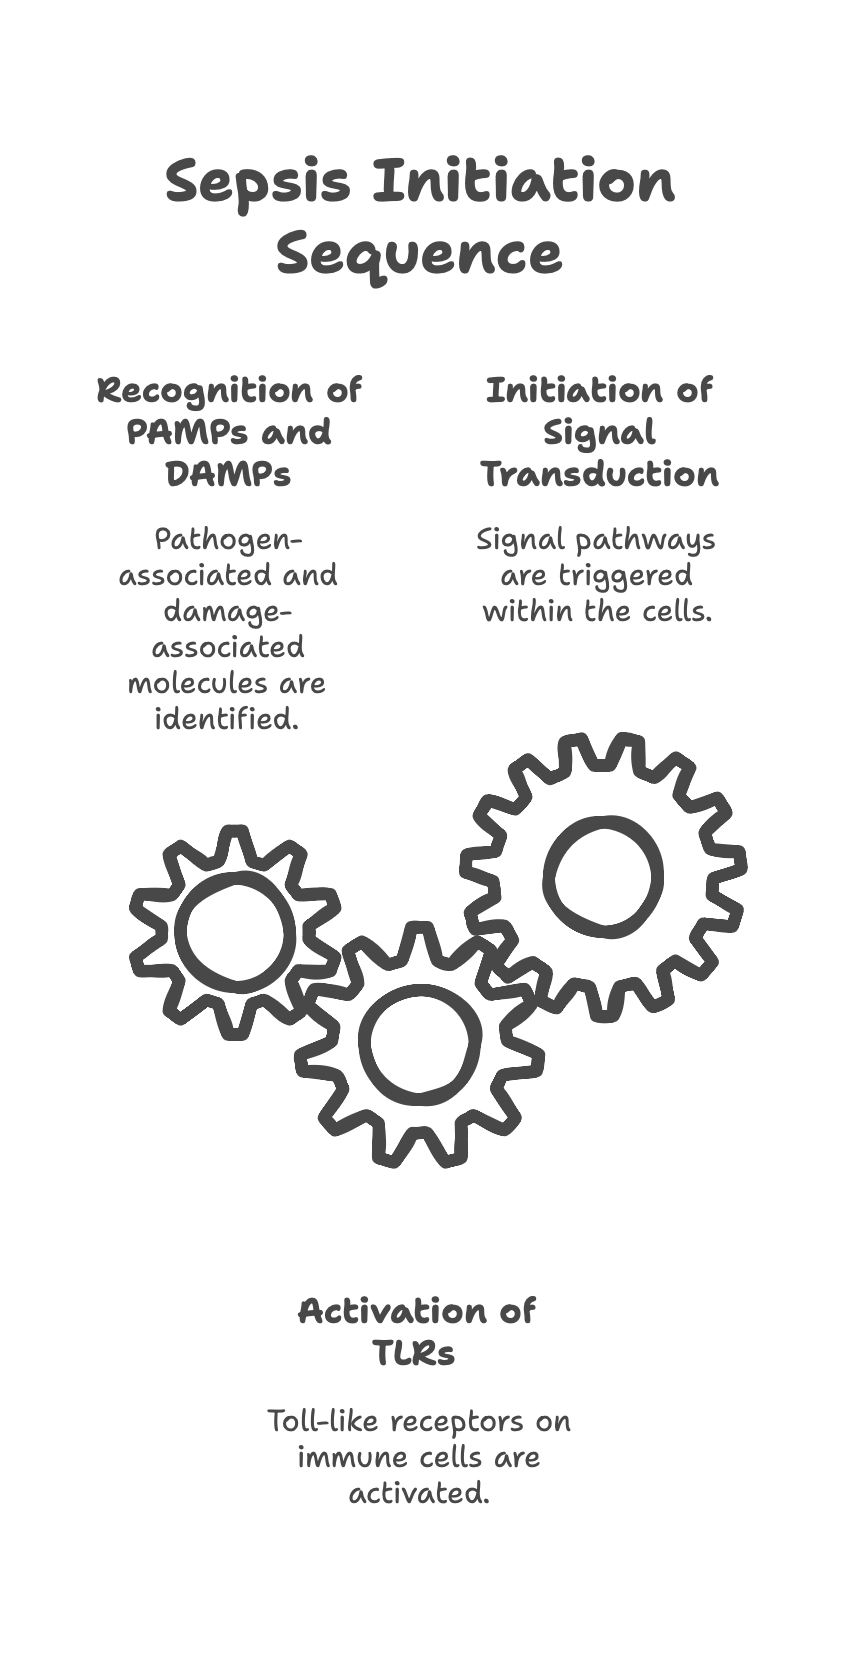 Sepsis Initiation
Sequence
Recognition of
PAMPs and
DAMPs
Pathogen-
associated and
damage-
associated
molecules are
identified.
Initiation of
Signal
Transduction
Signal pathways
are triggered
within the cells.
Activation of
TLRs
Toll-like receptors on
immune cells are
activated.